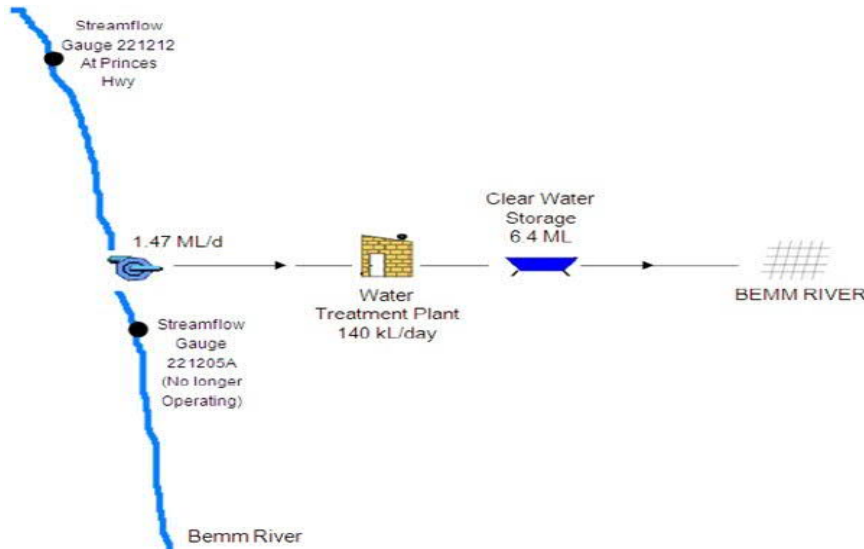 Streamflow
Gauge 221212
At Princes
Hwy
1.47 ML/d
Clear Water
Storage
6.4 ML
Water
Treatment Plant
140 kL/day
BEMM RIVER
Streamflow
Gauge
221205A
(No longer
Operating)
Bemm River